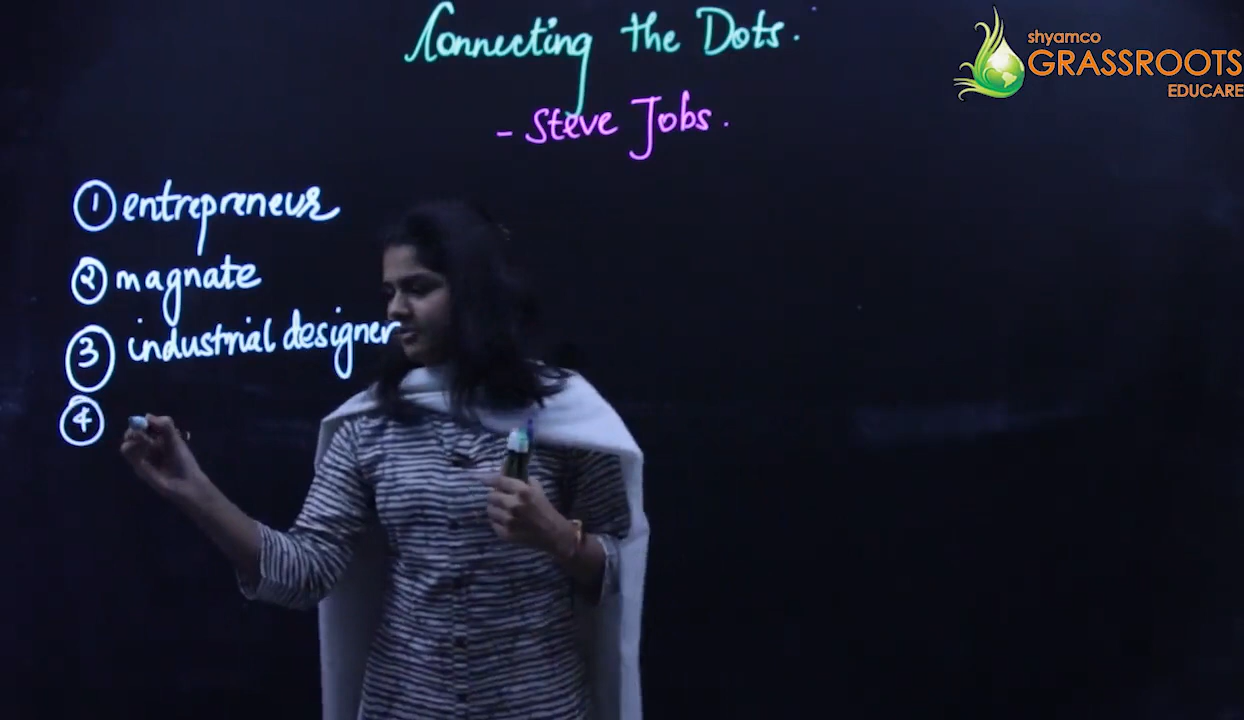 Connecting the Dots.
- Steve Jobs.
shyamco
GRASSROOTS
EDUCARE
1 entrepreneur
2 magnate
3 industrial designer
4